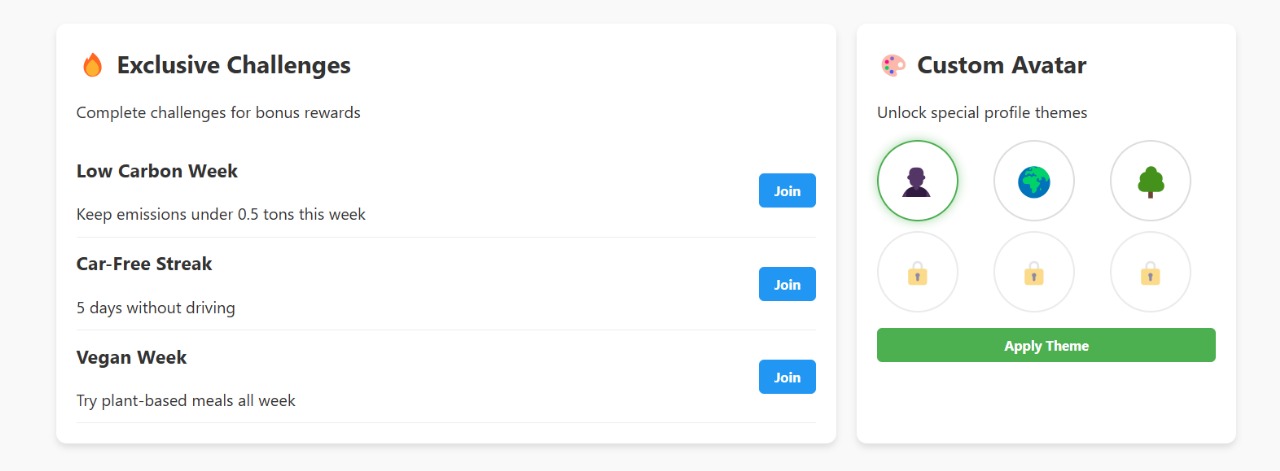 Exclusive Challenges
Complete challenges for bonus rewards
Low Carbon Week
Keep emissions under 0.5 tons this week
Join
Car-Free Streak
5 days without driving
Join
Vegan Week
Try plant-based meals all week
Join
Custom Avatar
Unlock special profile themes
Apply Theme